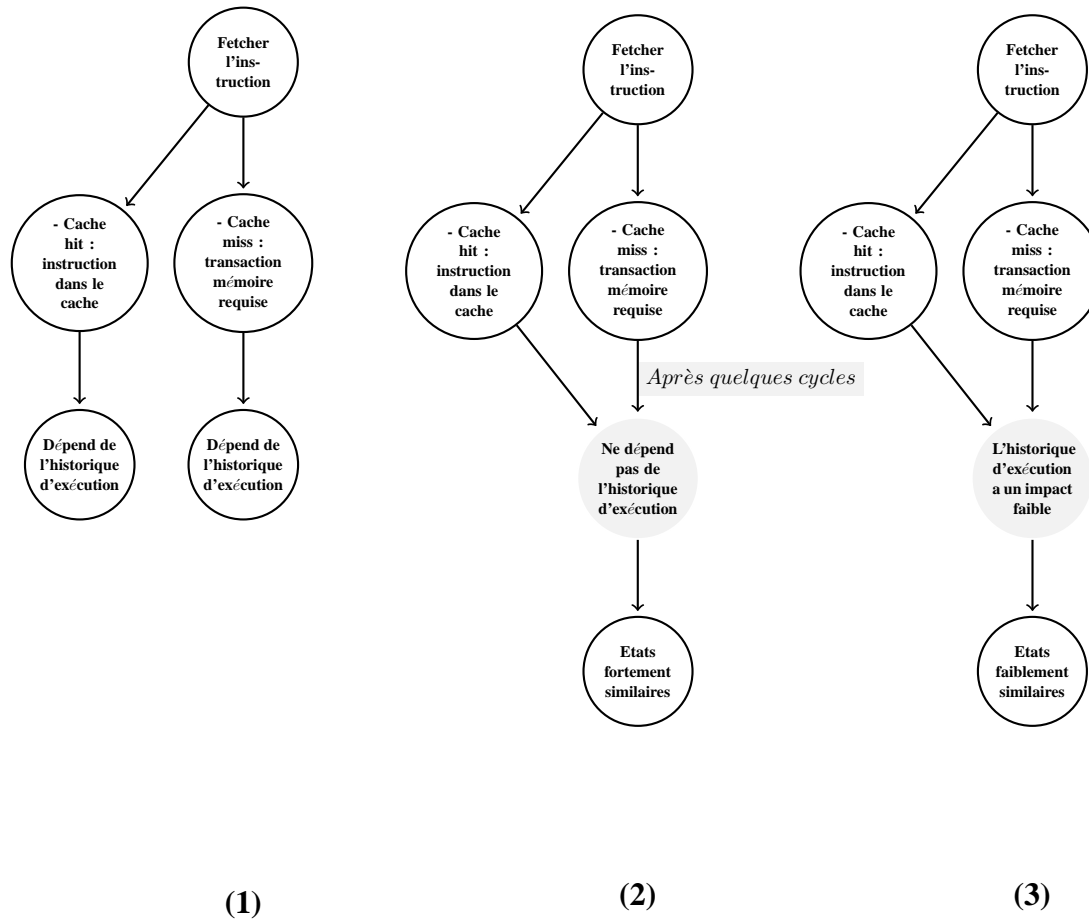 Fetcher
l'ins-
truction
- Cache
hit :
instruction
dans le
cache
- Cache
miss :
transaction
mémoire
requise
Dépend de
l'historique
d'exécution
Dépend de
l'historique
d'exécution
(1)
Fetcher
l'ins-
truction
- Cache
hit :
instruction
dans le
cache
- Cache
miss :
transaction
mémoire
requise
Après quelques cycles
Ne dépend
pas de
l'historique
d'exécution
Etats
fortement
similaires
(2)
Fetcher
l'ins-
truction
- Cache
hit :
instruction
dans le
cache
- Cache
miss :
transaction
mémoire
requise
L'historique
d'exécution
a un impact
faible
Etats
faiblement
similaires
(3)